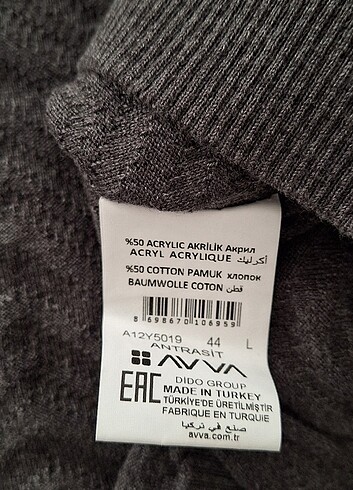 %50 ACRYLIC AKRİLİK Акрил
ACRYL ACRYLIQUE أكرليك
%50 COTTON PAMUK хлопок
BAUMWOLLE COTON قطن
8 698670 106959
A12Y5019 44 L
ANTRASIT
AVVA
EAC
DIDO GROUP
MADE IN TURKEY
TÜRKİYE'DE ÜRETİLMİŞTİR
FABRIQUE EN TURQUIE
صنع في تركيا
avva.com.tr